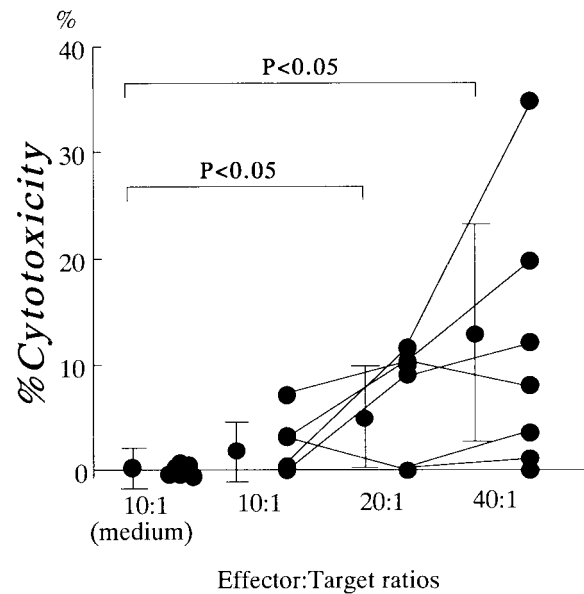 %
40
P<0.05
30
P<0.05
20
10
0
%Cytotoxicity
10:1 10:1 20:1 40:1
(medium)
Effector:Target ratios